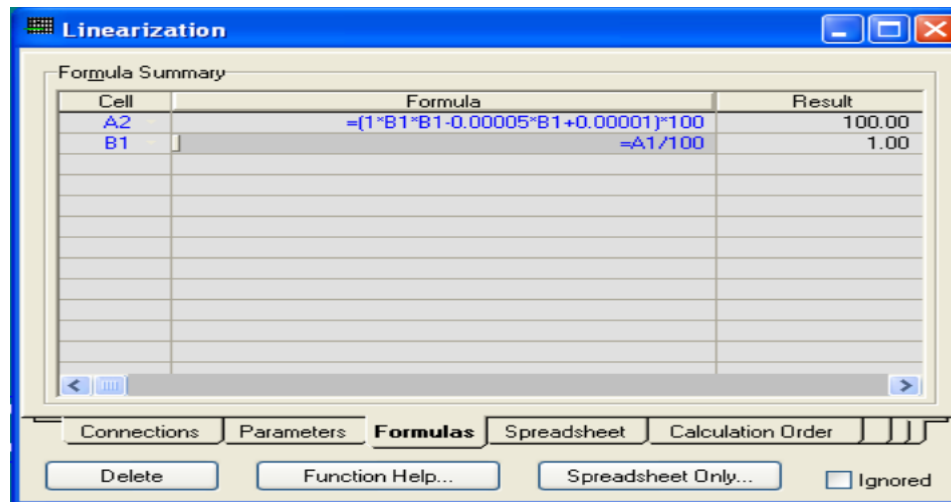 Linearization
Formula Summary
Cell Formula Result
A2 =(1*B1*B1-0.00005*B1+0.00001)*100 100.00
B1 =A1/100 1.00
Connections Parameters Formulas Spreadsheet Calculation Order
Delete Function Help... Spreadsheet Only... Ignored